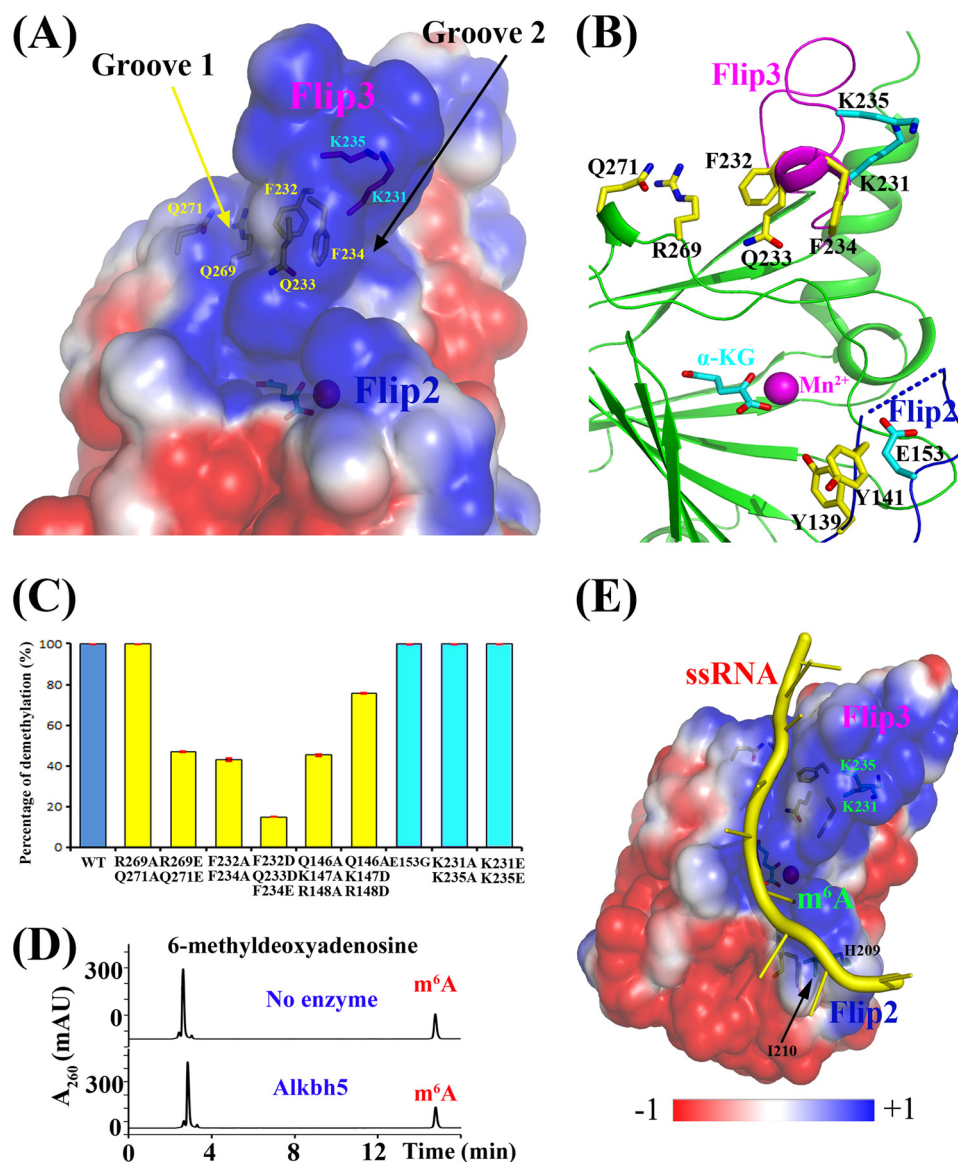 (A)
Groove 1
Groove 2
Flip3
K235
K231
F232
Q271
Q269
F234
Q233
Flip2
(B)
Flip3
K235
Q271
F232
K231
R269
Q233
F234
α-KG
Mn²⁺
Flip2
E153
Y141
Y139
(C)
Percentage of demethylation (%)
100
80
60
40
20
0
WT
R269A R269E F232A F232D Q146A Q146A E153G K231A K231E
Q271A Q271E F234A Q233D K147A K147D K235A K235E
F234E R148A R148D
(D)
6-methyldeoxyadenosine
A₂₆₀ (mAU)
300
0
No enzyme
m⁶A
300
0
Alkbh5
m⁶A
0 4 8 12 Time (min)
(E)
ssRNA
Flip3
K235
K231
m⁶A
H209
Flip2
I210
-1 +1